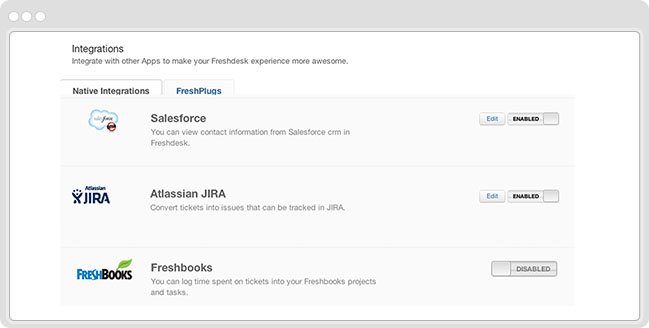 Integrations
Integrate with other Apps to make your Freshdesk experience more awesome.
Native Integrations
FreshPlugs
salesforce
Salesforce
Edit
ENABLED
You can view contact information from Salesforce crm in
Freshdesk.
Atlassian
JIRA
Atlassian JIRA
Edit
ENABLED
Convert tickets into issues that can be tracked in JIRA.
FRESHBOOKS
Freshbooks
DISABLED
You can log time spent on tickets into your Freshbooks projects
and tasks.